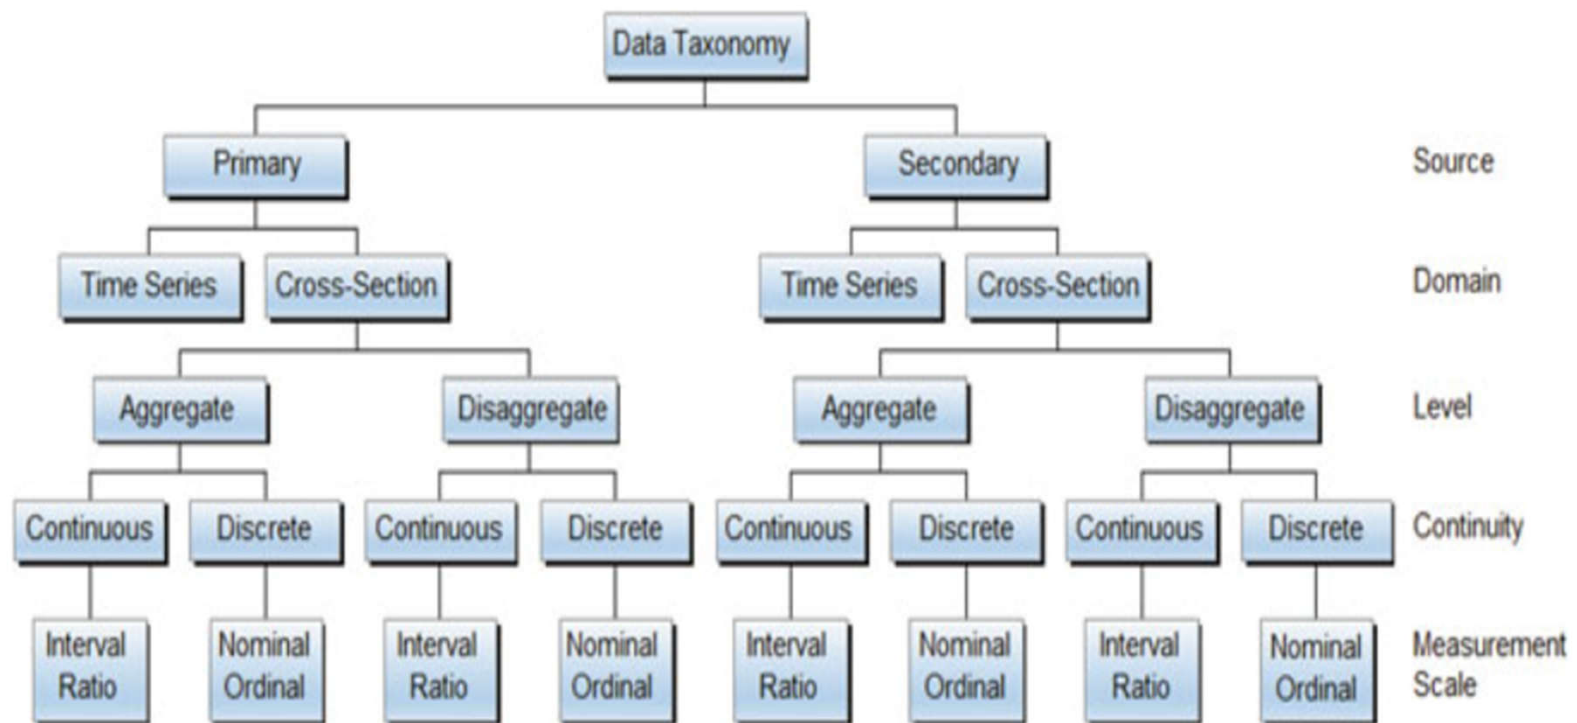 Data Taxonomy
Primary
Secondary
Source
Time Series
Cross-Section
Time Series
Cross-Section
Domain
Aggregate
Disaggregate
Aggregate
Disaggregate
Level
Continuous
Discrete
Continuous
Discrete
Continuous
Discrete
Continuous
Discrete
Continuity
Interval
Ratio
Nominal
Ordinal
Interval
Ratio
Nominal
Ordinal
Interval
Ratio
Nominal
Ordinal
Interval
Ratio
Nominal
Ordinal
Measurement
Scale